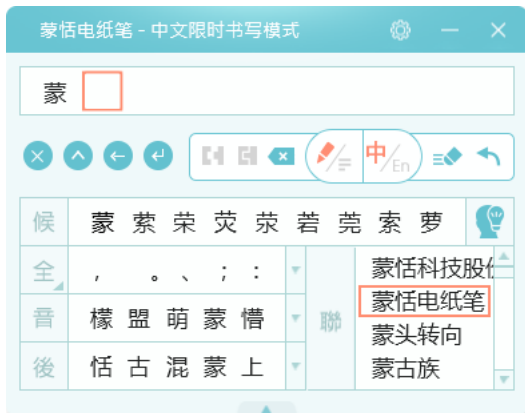 蒙恬电纸笔 - 中文限时书写模式
蒙
中/En
候 蒙 萦 荣 荧 荥 菪 莞 索 萝
全 , 。 、 ; :
音 檬 盟 萌 蒙 懵
後 恬 古 混 蒙 上
聯
蒙恬科技股份
蒙恬电纸笔
蒙头转向
蒙古族